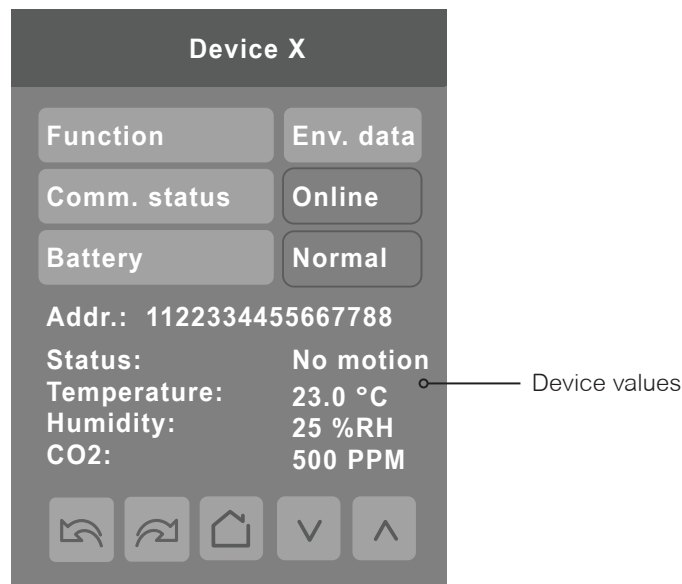 Device X
Function Env. data
Comm. status Online
Battery Normal
Addr.: 1122334455667788
Status: No motion
Temperature: 23.0 °C
Device values
Humidity: 25 %RH
CO2: 500 PPM